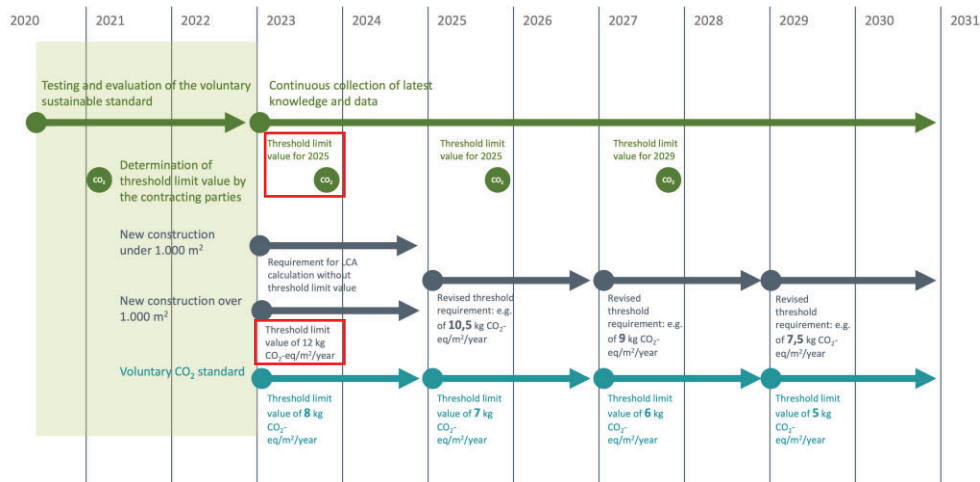 2020 2021 2022 2023 2024 2025 2026 2027 2028 2029 2030 2031
Testing and evaluation of the voluntary
sustainable standard
Continuous collection of latest
knowledge and data
Determination of
threshold limit value by
the contracting parties
CO₂
Threshold limit
value for 2025
CO₂
Threshold limit
value for 2025
CO₂
Threshold limit
value for 2029
CO₂
New construction
under 1.000 m²
Requirement for LCA
calculation without
threshold limit value
New construction over
1.000 m²
Threshold limit
value of 12 kg
CO₂-eq/m²/year
Revised threshold
requirement: e.g.
of 10,5 kg CO₂-
eq/m²/year
Revised
threshold
requirement: e.g.
of 9 kg CO₂-
eq/m²/year
Revised
threshold
requirement: e.g.
of 7,5 kg CO₂-
eq/m²/year
Voluntary CO₂ standard
Threshold limit
value of 8 kg
CO₂-
eq/m²/year
Threshold limit
value of 7 kg
CO₂-
eq/m²/year
Threshold limit
value of 6 kg
CO₂-
eq/m²/year
Threshold limit
value of 5 kg
CO₂-
eq/m²/year